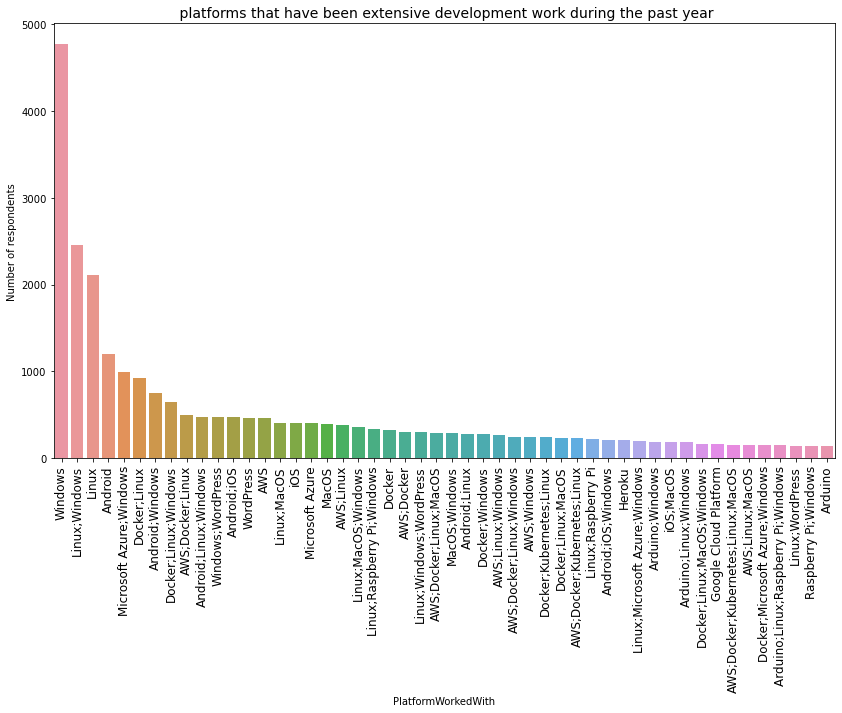 platforms that have been extensive development work during the past year
Number of respondents
5000
4000
3000
2000
1000
0
Windows
Linux;Windows
Linux
Android
Microsoft Azure;Windows
Docker;Linux
Android;Windows
Docker;Linux;Windows
AWS;Docker;Linux
Android;Linux;Windows
Windows;WordPress
Android;iOS
WordPress
AWS
Linux;MacOS
iOS
Microsoft Azure
MacOS
AWS;Linux
Linux;MacOS;Windows
Linux;Raspberry Pi;Windows
Docker
AWS;Docker
Linux;Windows;WordPress
AWS;Docker;Linux;MacOS
MacOS;Windows
Android;Linux
Docker;Windows
AWS;Linux;Windows
AWS;Docker;Linux;Windows
AWS;Windows
Docker;Kubernetes;Linux
Docker;Linux;MacOS
AWS;Docker;Kubernetes;Linux
Linux;Raspberry Pi
Android;iOS;Windows
Heroku
Linux;Microsoft Azure;Windows
Arduino;Windows
iOS;MacOS
Arduino;Linux;Windows
Docker;Linux;MacOS;Windows
Google Cloud Platform
AWS;Docker;Kubernetes;Linux;MacOS
AWS;Linux;MacOS
Docker;Microsoft Azure;Windows
Arduino;Linux;Raspberry Pi;Windows
Linux;WordPress
Raspberry Pi;Windows
Arduino
PlatformWorkedWith